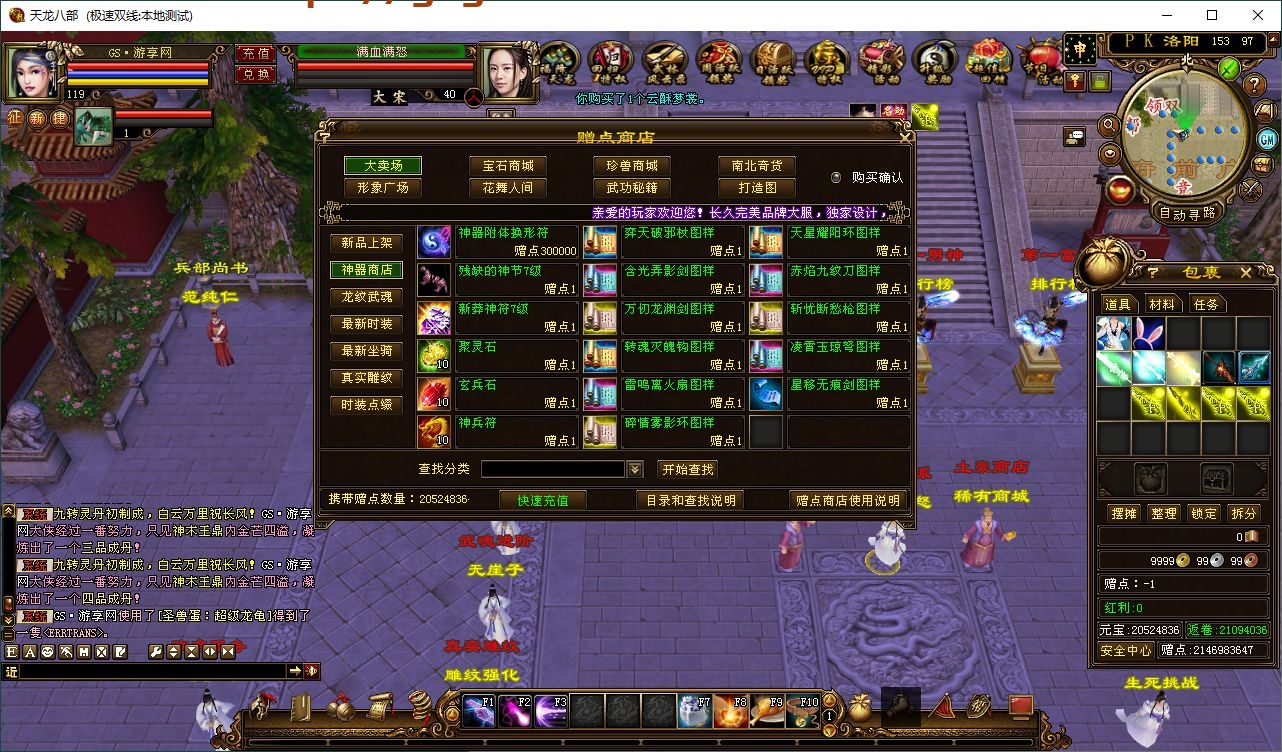 天龙八部 (极速双线:本地测试)
GS·游享网
充值
兑换
满血满怒
119
大宋
40
你购买了1个云酥梦裳。
PK 洛阳 153 97
北
申
自动寻路
GM
征
新
1
赠点商店
大卖场
宝石商城
珍兽商城
南北奇货
形象广场
花舞人间
武功秘籍
打造图
购买确认
亲爱的玩家欢迎您！长久完美品牌大服，独家设计，
新品上架
神器商店
龙纹武魂
最新时装
最新坐骑
真实雕纹
时装点缀
神器附体换形符
赠点300000
弈天破邪杖图样
赠点1
天星耀阳环图样
赠点1
残缺的神节7级
赠点1
含光弄影剑图样
赠点1
赤焰九纹刀图样
赠点1
新莽神符7级
赠点1
万仞龙渊剑图样
赠点1
斩忧断愁枪图样
赠点1
聚灵石
10
赠点1
转魂灭魄钩图样
赠点1
凌霄玉琼弩图样
赠点1
玄兵石
10
赠点1
雷鸣离火扇图样
赠点1
星移无痕剑图样
赠点1
神兵符
10
赠点1
碎情雾影环图样
赠点1
查找分类
开始查找
携带赠点数量：20524836
快速充值
目录和查找说明
赠点商店使用说明
兵部尚书
范纯仁
土豪商店
稀有商城
武魂进阶
无崖子
真实雕纹
雕纹强化
生死挑战
包裹
道具
材料
任务
摆摊
整理
锁定
拆分
0
9999 99 99
赠点：-1
红利:0
元宝:20524836
返卷:21094036
安全中心
赠点:2146983647
系统 九转灵丹初制成，白云万里祝长风！GS·游享
网大侠经过一番努力，只见神木王鼎内金芒四溢，凝
炼出了一个三品成丹！
系统 九转灵丹初制成，白云万里祝长风！GS·游享
网大侠经过一番努力，只见神木王鼎内金芒四溢，凝
炼出了一个四品成丹！
系统 GS·游享网使用了[圣兽蛋：超级龙龟]得到了
一隻<ERRTRANS>。
近
F1
F2
F3
F7
F8
F9
F10
1